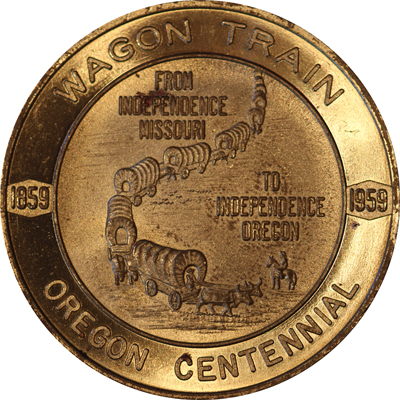 WAGON TRAIN
FROM
INDEPENDENCE
MISSOURI
1859
TO
INDEPENDENCE
OREGON
1959
OREGON CENTENNIAL